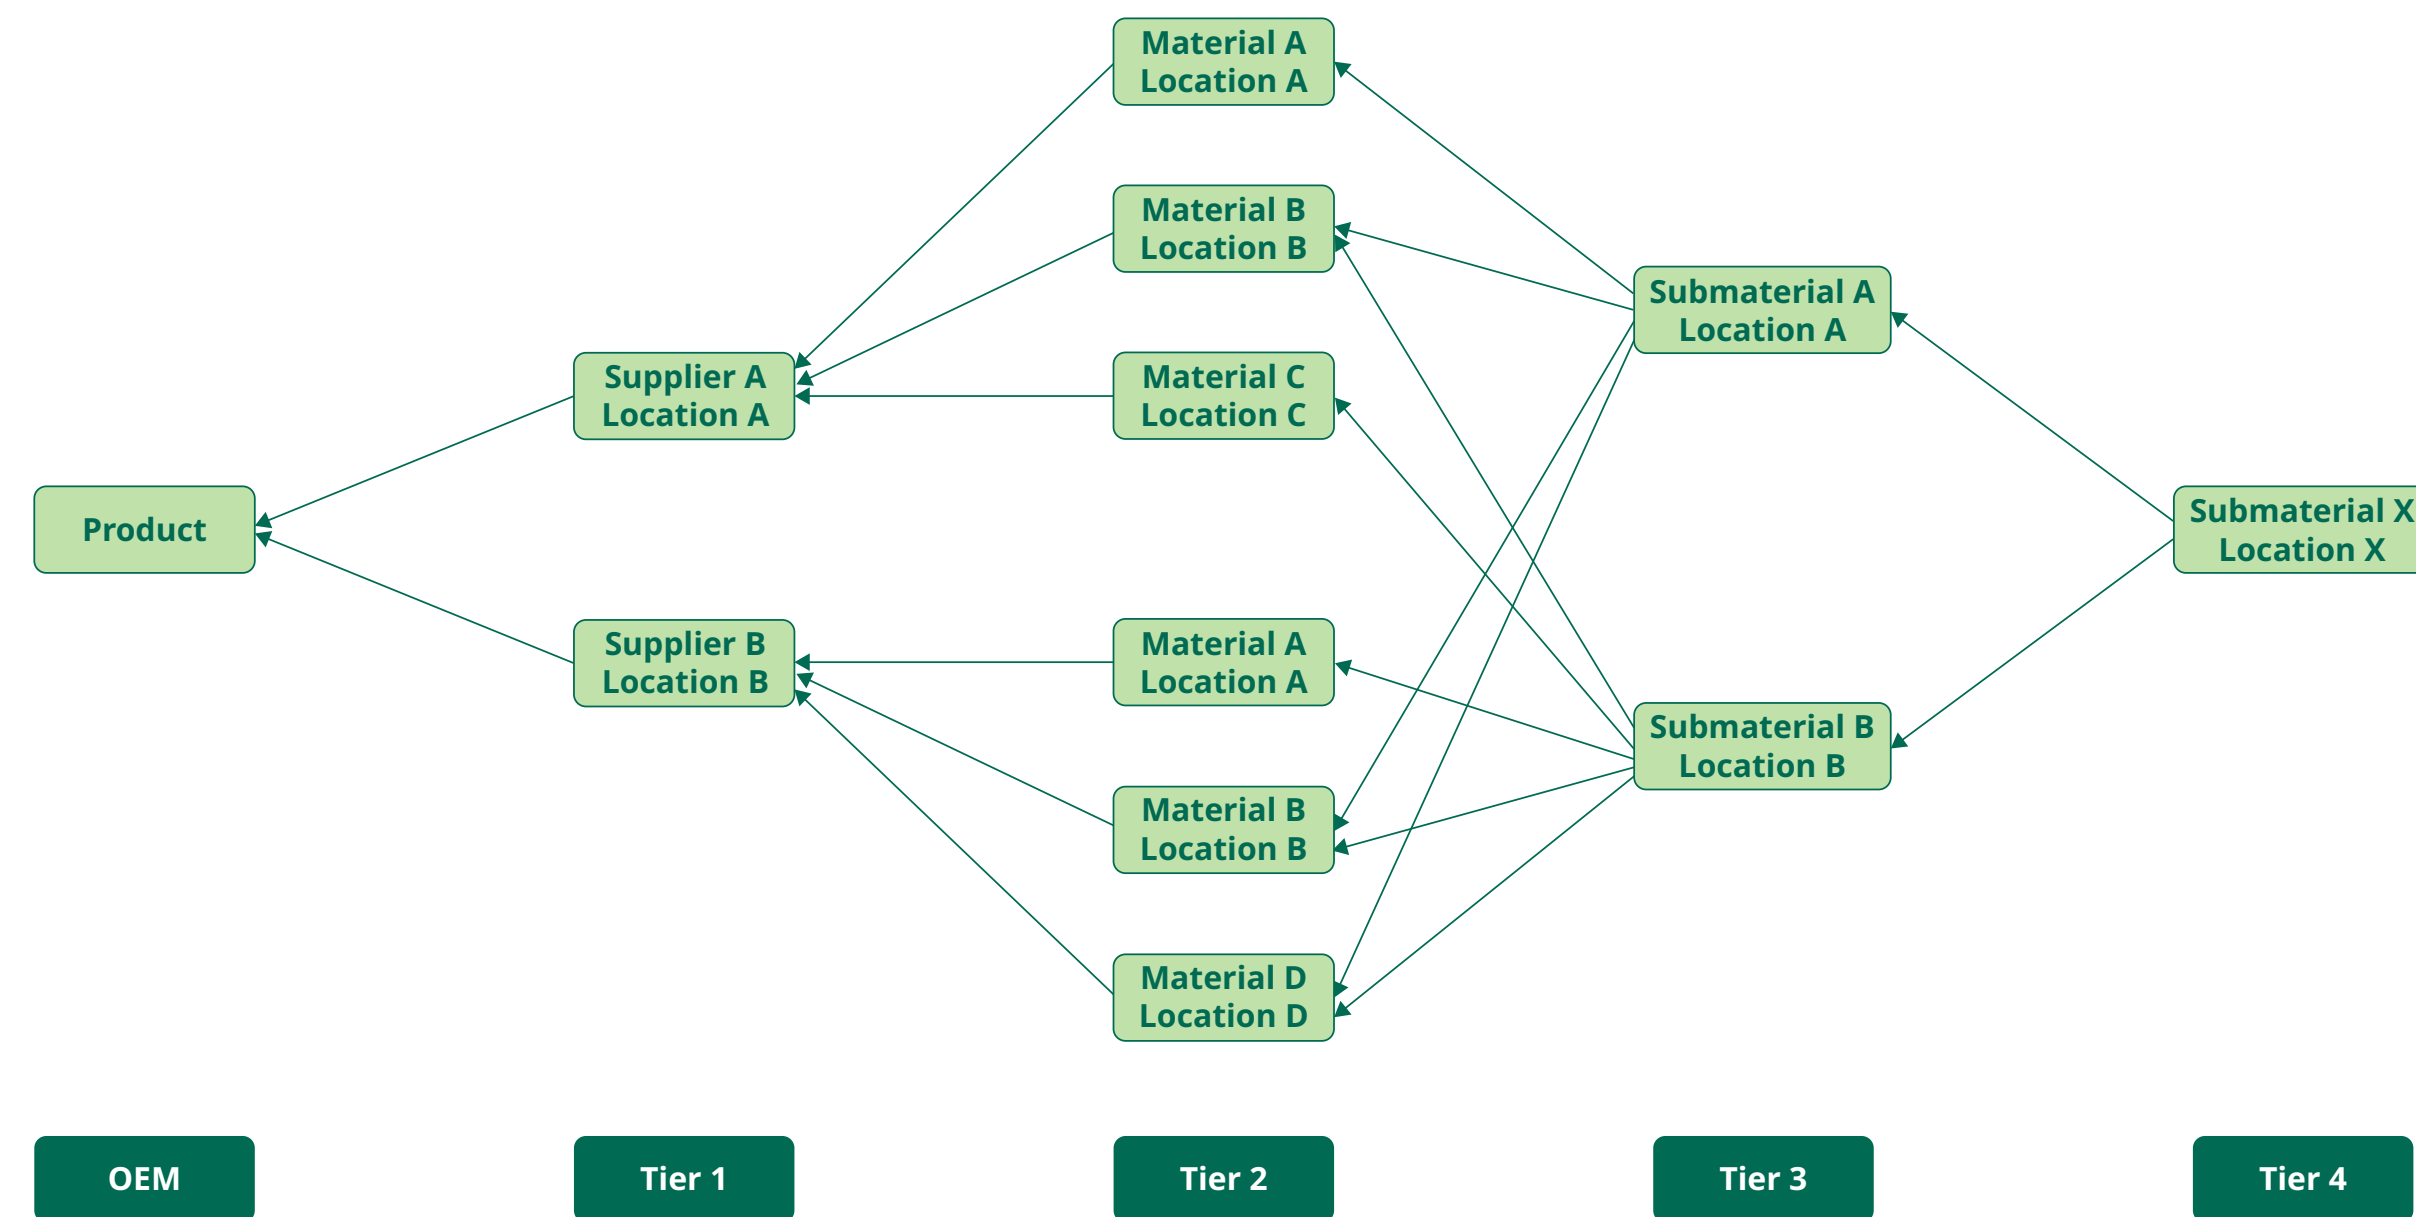 Material A
Location A
Material B
Location B
Material C
Location C
Supplier A
Location A
Product
Supplier B
Location B
Material A
Location A
Material B
Location B
Material D
Location D
Submaterial A
Location A
Submaterial B
Location B
Submaterial X
Location X
OEM
Tier 1
Tier 2
Tier 3
Tier 4